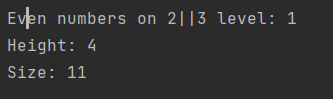 Even numbers on 2||3 level: 1
Height: 4
Size: 11